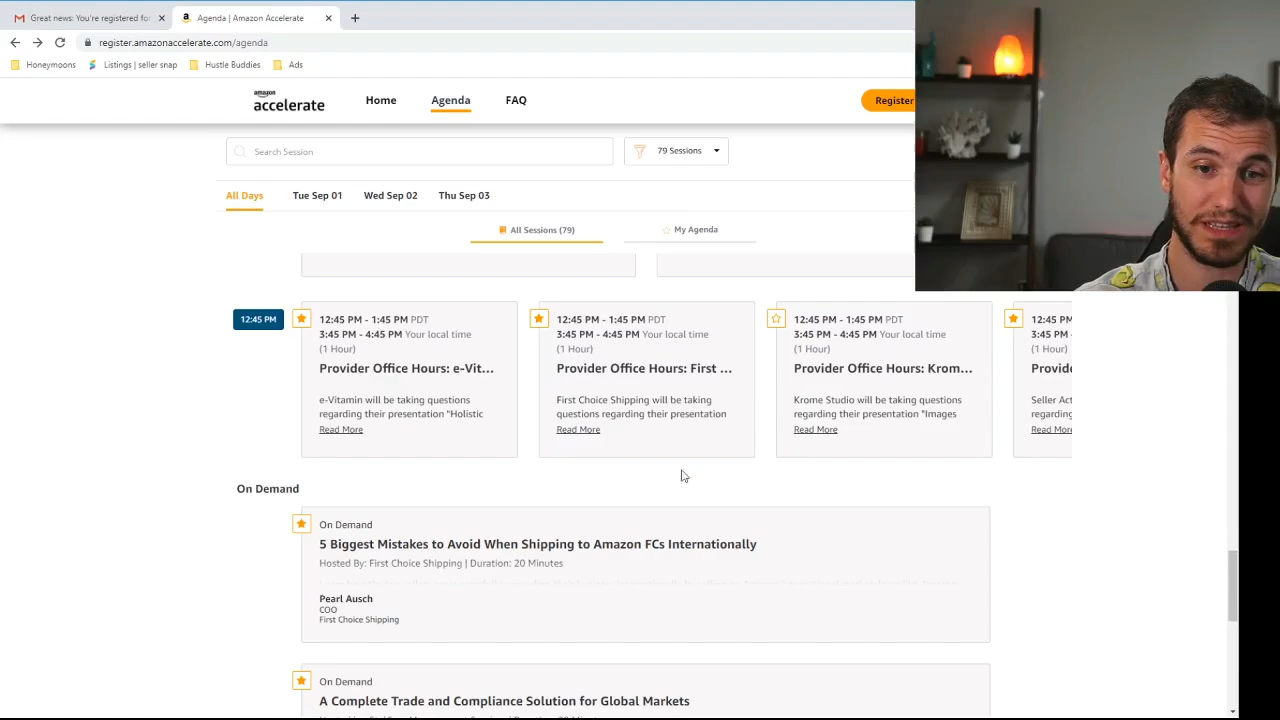 Great news: You're registered fo
Agenda | Amazon Accelerate
register.amazonaccelerate.com/agenda
Honeymoons
Listings | seller snap
Hustle Buddies
Ads
amazon
accelerate
Home
Agenda
FAQ
Register
Search Session
79 Sessions
All Days
Tue Sep 01
Wed Sep 02
Thu Sep 03
All Sessions (79)
My Agenda
12:45 PM
12:45 PM - 1:45 PM PDT
3:45 PM - 4:45 PM Your local time
(1 Hour)
Provider Office Hours: e-Vit...
e-Vitamin will be taking
questions regarding their
presentation "Holistic
Read More
12:45 PM - 1:45 PM PDT
3:45 PM - 4:45 PM Your local time
(1 Hour)
Provider Office Hours: First ...
First Choice Shipping will be taking
questions regarding their presentation
Read More
12:45 PM - 1:45 PM PDT
3:45 PM - 4:45 PM Your local time
(1 Hour)
Provider Office Hours: Krom...
Krome Studio will be taking questions
regarding their presentation "Images
Read More
12:45 PM
3:45 PM
(1 Hour)
Provide
Seller Act
regarding
Read More
On Demand
On Demand
5 Biggest Mistakes to Avoid When Shipping to Amazon FCs Internationally
Hosted By: First Choice Shipping | Duration: 20 Minutes
Pearl Ausch
COO
First Choice Shipping
On Demand
A Complete Trade and Compliance Solution for Global Markets